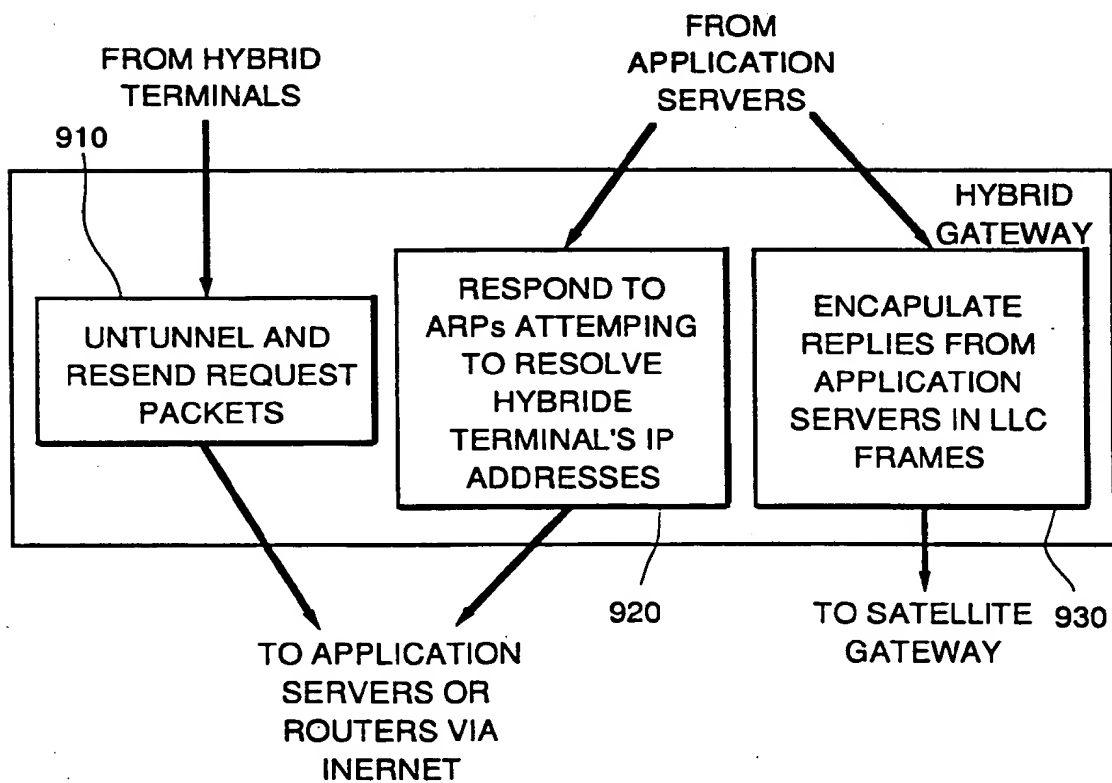 FROM HYBRID
TERMINALS
FROM
APPLICATION
SERVERS
910
HYBRID
GATEWAY
UNTUNNEL AND
RESEND REQUEST
PACKETS
RESPOND TO
ARPs ATTEMPING
TO RESOLVE
HYBRIDE
TERMINAL'S IP
ADDRESSES
ENCAPULATE
REPLIES FROM
APPLICATION
SERVERS IN LLC
FRAMES
920
930
TO APPLICATION
SERVERS OR
ROUTERS VIA
INERNET
TO SATELLITE
GATEWAY